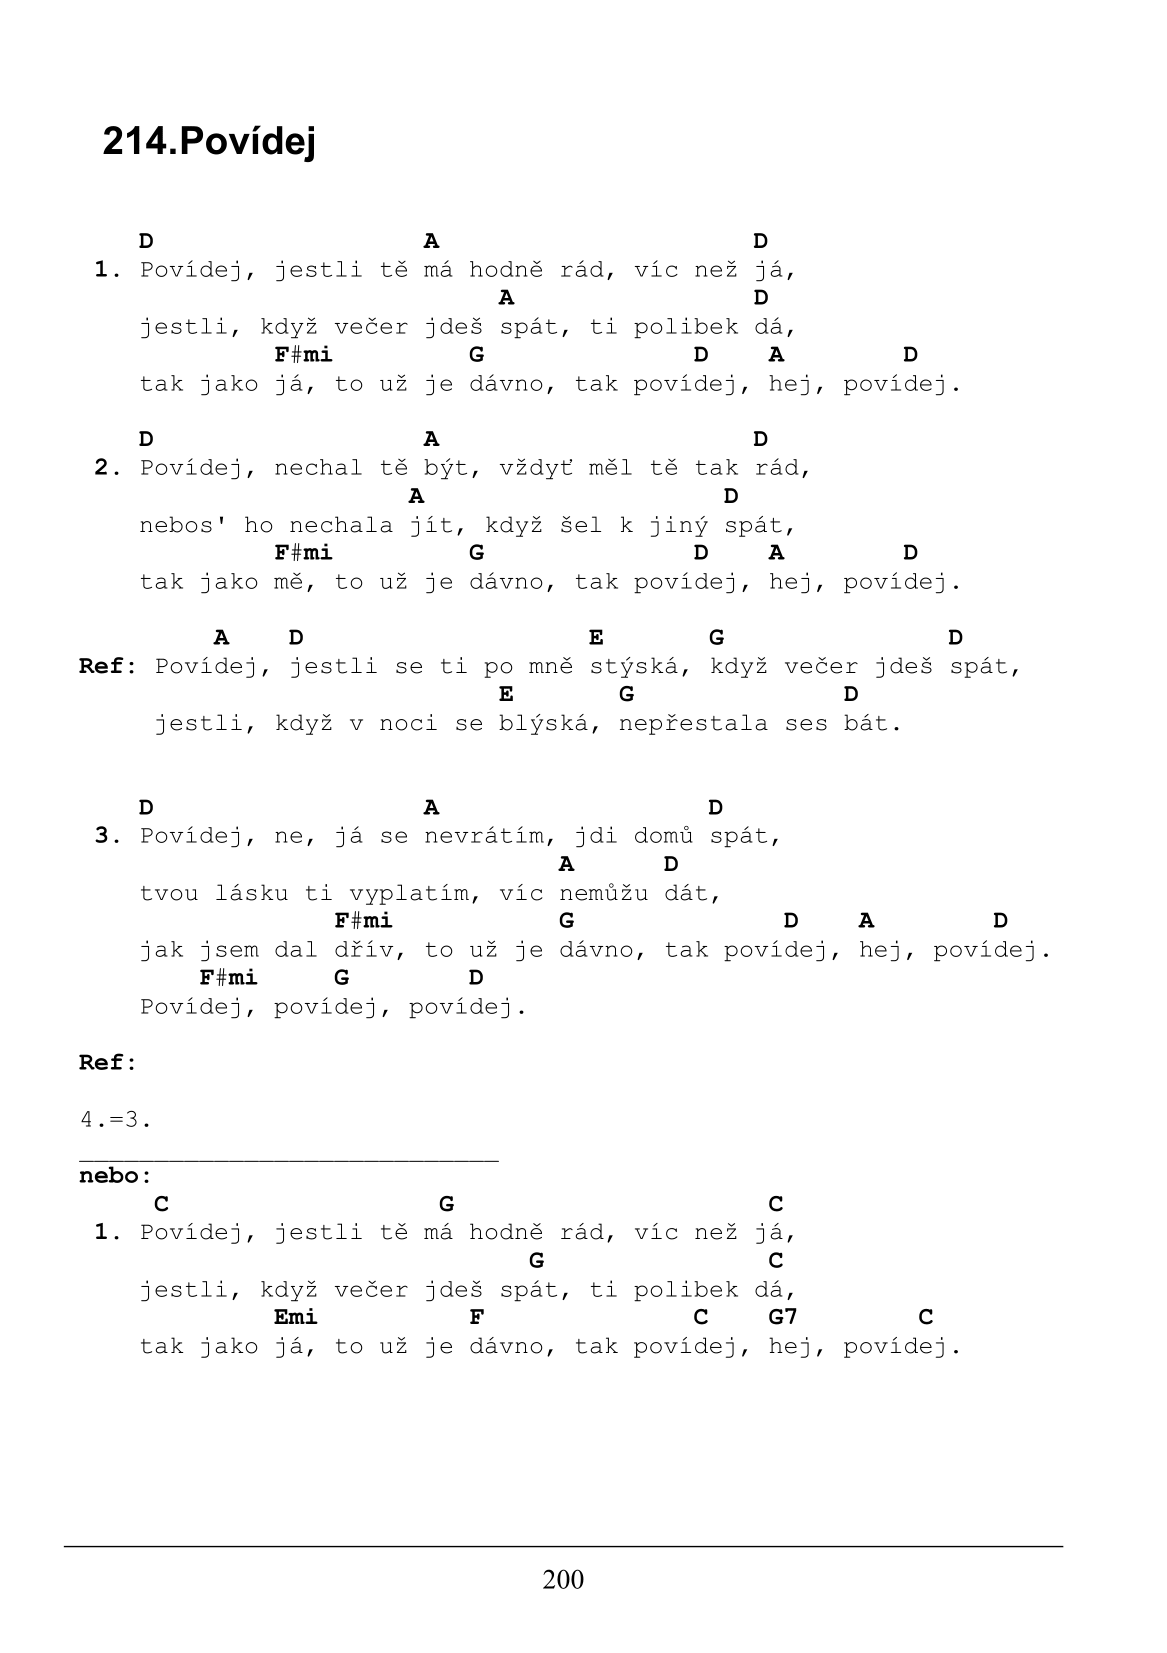 214.Povídej
D A D
1. Povídej, jestli tě má hodně rád, víc než já,
A D
jestli, když večer jdeš spát, ti polibek dá,
F#mi G D A D
tak jako já, to už je dávno, tak povídej, hej, povídej.
D A D
2. Povídej, nechal tě být, vždyť měl tě tak rád,
A D
nebos' ho nechala jít, když šel k jiný spát,
F#mi G D A D
tak jako mě, to už je dávno, tak povídej, hej, povídej.
A D E G D
Ref: Povídej, jestli se ti po mně stýská, když večer jdeš spát,
E G D
jestli, když v noci se blýská, nepřestala ses bát.
D A D
3. Povídej, ne, já se nevrátím, jdi domů spát,
A D
tvou lásku ti vyplatím, víc nemůžu dát,
F#mi G D A D
jak jsem dal dřív, to už je dávno, tak povídej, hej, povídej.
F#mi G D
Povídej, povídej, povídej.
Ref:
4.=3.
____________________________
nebo:
C G C
1. Povídej, jestli tě má hodně rád, víc než já,
G C
jestli, když večer jdeš spát, ti polibek dá,
Emi F C G7 C
tak jako já, to už je dávno, tak povídej, hej, povídej.
200